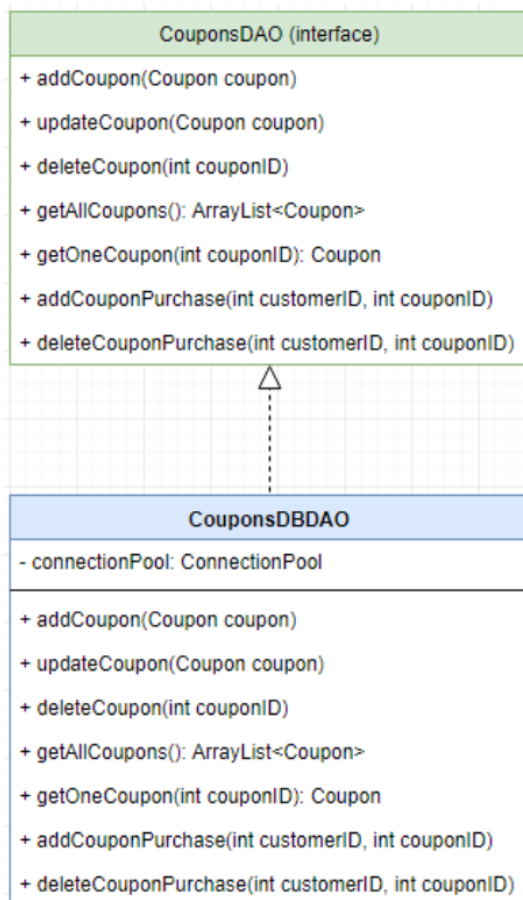 CouponsDAO (interface)
+ addCoupon(Coupon coupon)
+ updateCoupon(Coupon coupon)
+ deleteCoupon(int couponID)
+ getAllCoupons(): ArrayList<Coupon>
+ getOneCoupon(int couponID): Coupon
+ addCouponPurchase(int customerID, int couponID)
+ deleteCouponPurchase(int customerID, int couponID)
CouponsDBDAO
- connectionPool: ConnectionPool
+ addCoupon(Coupon coupon)
+ updateCoupon(Coupon coupon)
+ deleteCoupon(int couponID)
+ getAllCoupons(): ArrayList<Coupon>
+ getOneCoupon(int couponID): Coupon
+ addCouponPurchase(int customerID, int couponID)
+ deleteCouponPurchase(int customerID, int couponID)